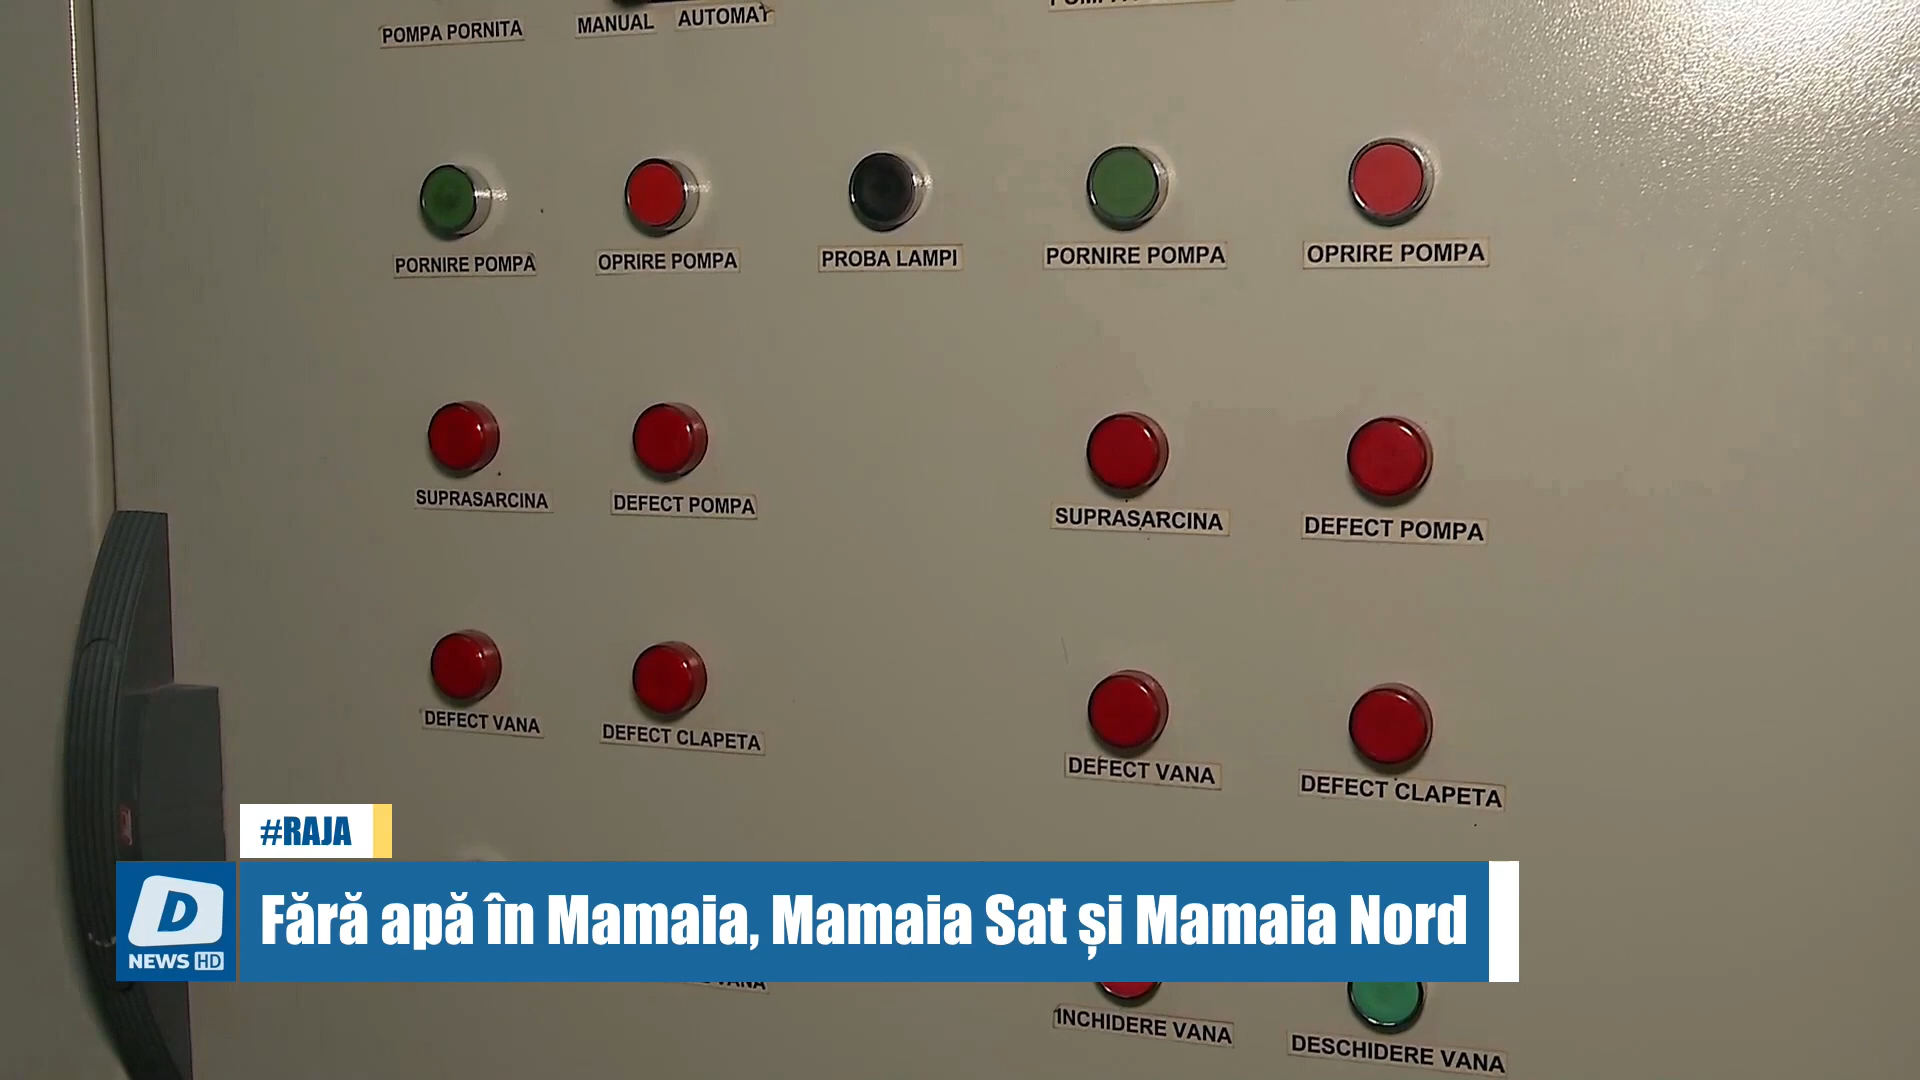 POMPA PORNITA
MANUAL
AUTOMAT
PORNIRE POMPA
OPRIRE POMPA
PROBA LAMPI
PORNIRE POMPA
OPRIRE POMPA
SUPRASARCINA
DEFECT POMPA
SUPRASARCINA
DEFECT POMPA
DEFECT VANA
DEFECT CLAPETA
DEFECT VANA
DEFECT CLAPETA
#RAJA
D
NEWS HD
Fără apă în Mamaia, Mamaia Sat și Mamaia Nord
VANA
INCHIDERE VANA
DESCHIDERE VANA